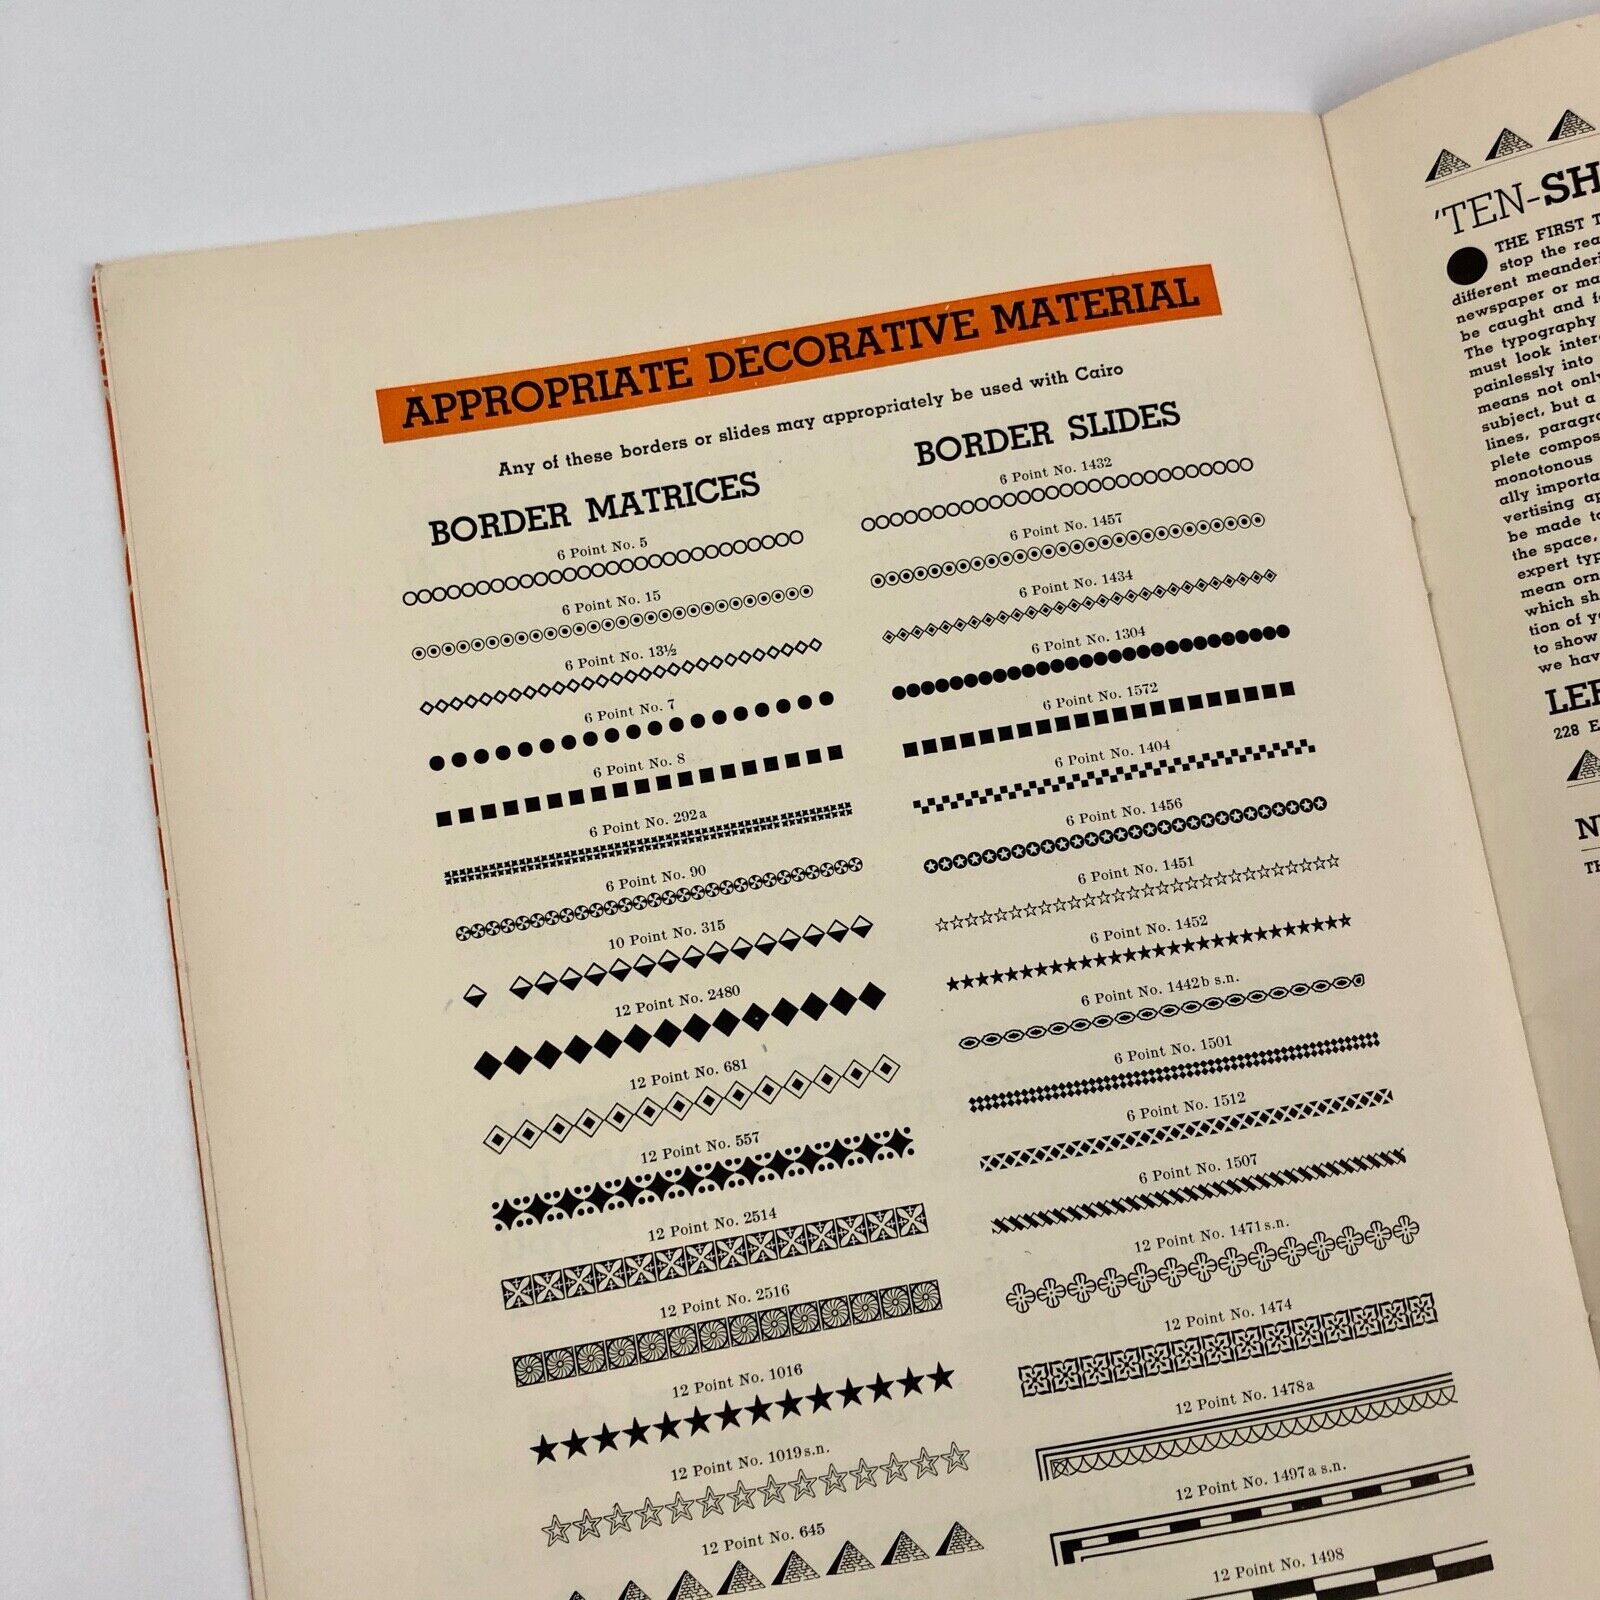 APPROPRIATE DECORATIVE MATERIAL
Any of these borders or slides may appropriately be used with Cairo
BORDER MATRICES
6 Point No. 5
6 Point No. 15
6 Point No. 13½
6 Point No. 7
6 Point No. 8
6 Point No. 292a
6 Point No. 90
10 Point No. 315
12 Point No. 2480
12 Point No. 681
12 Point No. 557
12 Point No. 2514
12 Point No. 2516
12 Point No. 1016
12 Point No. 1019 s.n.
12 Point No. 645
BORDER SLIDES
6 Point No. 1432
6 Point No. 1457
6 Point No. 1434
6 Point No. 1304
6 Point No. 1572
6 Point No. 1404
6 Point No. 1456
6 Point No. 1451
6 Point No. 1452
6 Point No. 1442b s.n.
6 Point No. 1501
6 Point No. 1512
6 Point No. 1507
12 Point No. 1471 s.n.
12 Point No. 1474
12 Point No. 1478a
12 Point No. 1497a s.n.
12 Point No. 1498
'TEN-SH
THE FIRST T
stop the rea
different meanderi
newspaper or ma
be caught and f
The typography
must look inter
painlessly into
means not only
subject, but a
lines, paragra
plete compos
monotonous
ally importa
vertising ap
be made to
the space,
expert typ
mean orn
which sh
tion of yo
to show
we hav
228 E